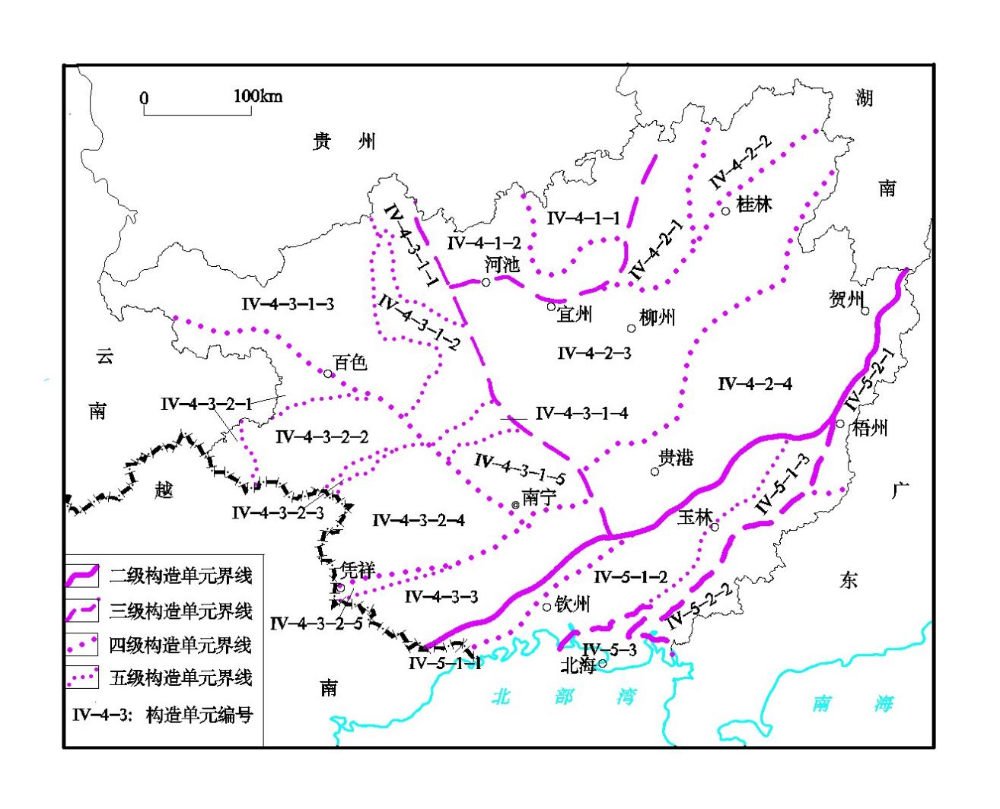 0 100km
湖
贵 州
IV-4-2-2
南
桂林
IV-4-1-1
IV-4-3-1-1
IV-4-1-2
IV-4-2-1
河池
IV-4-3-1-3
IV-4-3-1-2
宜州
柳州
贺州
云
百色
IV-4-2-3
IV-5-2-1
IV-4-2-4
南
IV-4-3-2-1
IV-4-3-1-4
梧州
IV-4-3-2-2
IV-4-3-1-5
贵港
IV-5-1-3
越
南宁
广
IV-4-3-2-3
IV-4-3-2-4
玉林
凭祥
IV-5-1-2
东
IV-4-3-3
钦州
IV-5-2-2
IV-4-3-2-5
IV-5-3
IV-5-1-1
北海
南
北 部 湾
南 海
二级构造单元界线
三级构造单元界线
四级构造单元界线
五级构造单元界线
IV-4-3: 构造单元编号